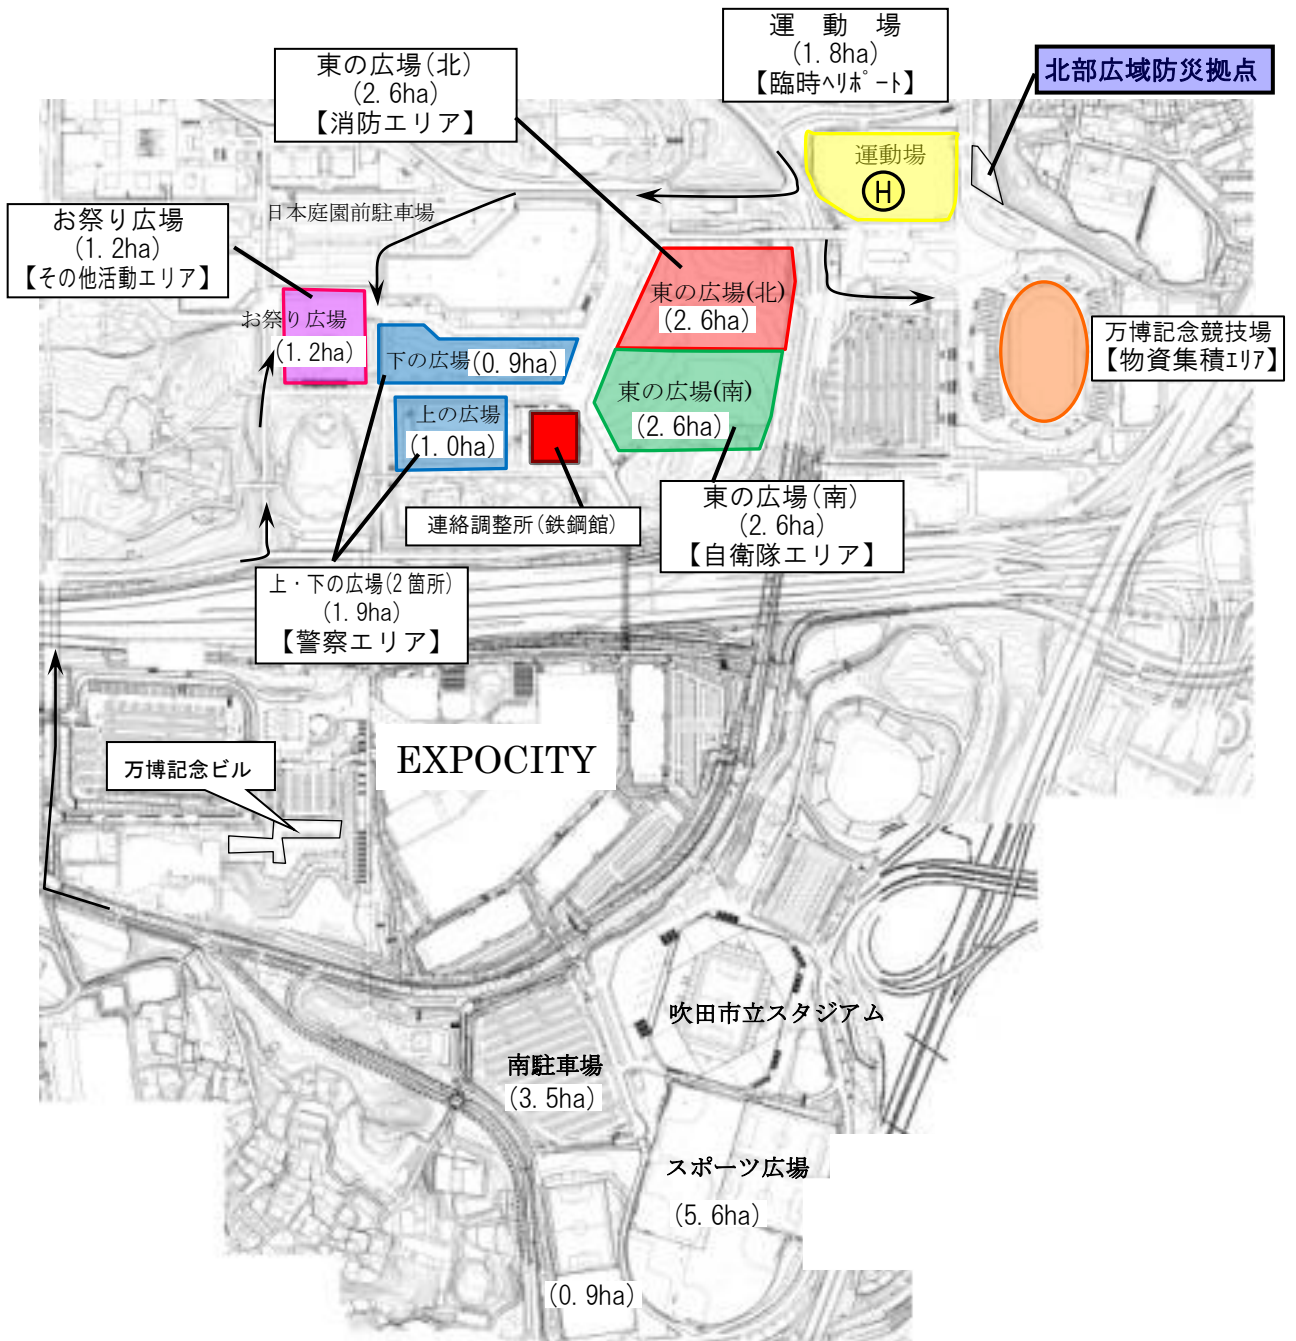 運 動 場
(1.8ha)
【臨時ﾍﾘﾎﾟｰﾄ】
東の広場(北)
(2.6ha)
【消防エリア】
北部広域防災拠点
運動場
H
日本庭園前駐車場
お祭り広場
(1.2ha)
【その他活動エリア】
東の広場(北)
(2.6ha)
お祭り広場
(1.2ha)
下の広場(0.9ha)
万博記念競技場
【物資集積ｴﾘｱ】
東の広場(南)
(2.6ha)
上の広場
(1.0ha)
東の広場(南)
(2.6ha)
【自衛隊エリア】
連絡調整所(鉄鋼館)
上・下の広場(2箇所)
(1.9ha)
【警察エリア】
EXPOCITY
万博記念ビル
吹田市立スタジアム
南駐車場
(3.5ha)
スポーツ広場
(5.6ha)
(0.9ha)